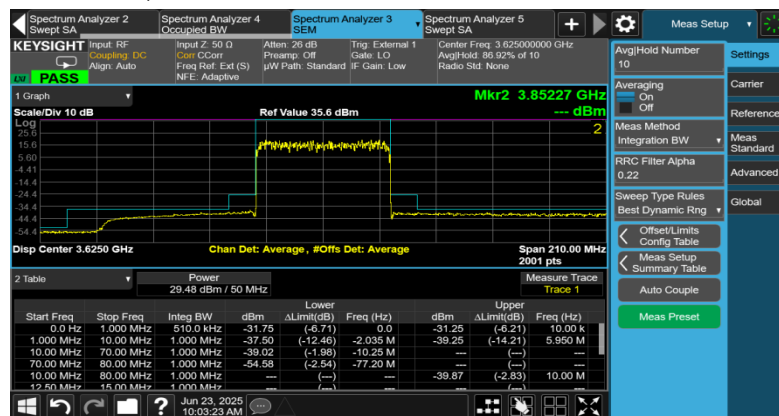 Spectrum Analyzer 2
Swept SA
Spectrum Analyzer 4
Occupied BW
Spectrum Analyzer 3
SEM
Spectrum Analyzer 5
Swept SA
Meas Setup
KEYSIGHT
LXI
PASS
Input: RF
Coupling: DC
Align: Auto
Input Z: 50 Ω
Corr CCorr
Freq Ref: Ext (S)
NFE: Adaptive
Atten: 26 dB
Preamp: Off
µW Path: Standard
Trig: External 1
Gate: LO
IF Gain: Low
Center Freq: 3.625000000 GHz
Avg|Hold: 86.92% of 10
Radio Std: None
1 Graph
Mkr2 3.85227 GHz
Scale/Div 10 dB
Ref Value 35.6 dBm
--- dBm
Log
2
25.6
15.6
5.60
-4.41
-14.4
-24.4
-34.4
-44.4
-54.4
Disp Center 3.6250 GHz
Chan Det: Average, #Offs Det: Average
Span 210.00 MHz
2001 pts
2 Table
Power
29.48 dBm / 50 MHz
Measure Trace
Trace 1
Lower Upper
Start Freq Stop Freq Integ BW dBm ΔLimit(dB) Freq (Hz) dBm ΔLimit(dB) Freq (Hz)
0.0 Hz 1.000 MHz 510.0 kHz -31.75 (-6.71) 0.0 -31.25 (-6.21) 10.00 k
1.000 MHz 10.00 MHz 1.000 MHz -37.50 (-12.46) -2.035 M -39.25 (-14.21) 5.950 M
10.00 MHz 70.00 MHz 1.000 MHz -39.02 (-1.98) -10.25 M --- (---) ---
70.00 MHz 80.00 MHz 1.000 MHz -54.58 (-2.54) -77.20 M --- (---) ---
10.00 MHz 80.00 MHz 1.000 MHz --- (---) --- -39.87 (-2.83) 10.00 M
12.50 MHz 15.00 MHz 1.000 MHz --- (---) --- --- (---) ---
Jun 23, 2025
10:03:23 AM
Avg|Hold Number
10
Averaging
On
Off
Meas Method
Integration BW
RRC Filter Alpha
0.22
Sweep Type Rules
Best Dynamic Rng
Offset/Limits
Config Table
Meas Setup
Summary Table
Auto Couple
Meas Preset
Settings
Carrier
Reference
Meas
Standard
Advanced
Global